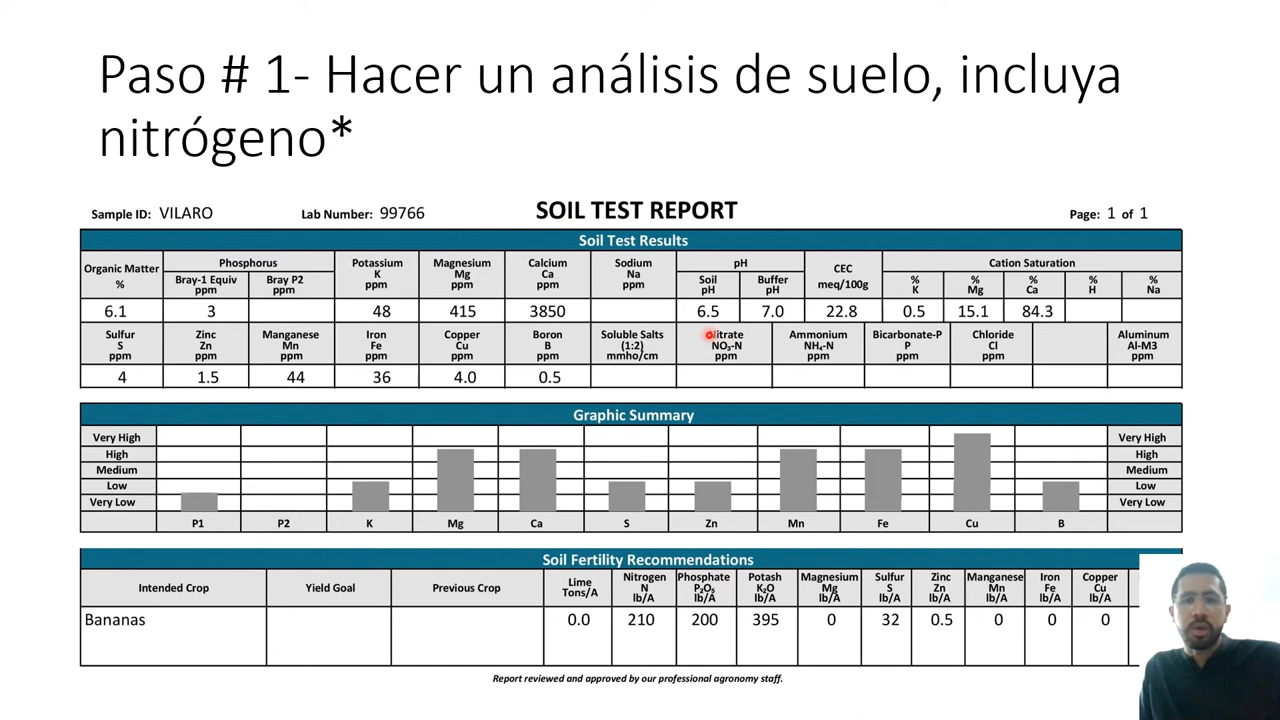 Paso # 1- Hacer un análisis de suelo, incluya
nitrógeno*
Sample ID: VILARO Lab Number: 99766 SOIL TEST REPORT Page: 1 of 1
Soil Test Results
Organic Matter % Phosphorus Bray-1 Equiv ppm Bray P2 ppm Potassium K ppm Magnesium Mg ppm Calcium Ca ppm Sodium Na ppm pH Soil pH Buffer pH CEC meq/100g Cation Saturation % K % Mg % Ca % H % Na
6.1 3 48 415 3850 6.5 7.0 22.8 0.5 15.1 84.3
Sulfur S ppm Zinc Zn ppm Manganese Mn ppm Iron Fe ppm Copper Cu ppm Boron B ppm Soluble Salts (1:2) mmho/cm Nitrate NO₃-N ppm Ammonium NH₄-N ppm Bicarbonate-P P ppm Chloride Cl ppm Aluminum Al-M3 ppm
4 1.5 44 36 4.0 0.5
Graphic Summary
Very High Very High
High High
Medium Medium
Low Low
Very Low Very Low
P1 P2 K Mg Ca S Zn Mn Fe Cu B
Soil Fertility Recommendations
Intended Crop Yield Goal Previous Crop Lime Tons/A Nitrogen N lb/A Phosphate P₂O₅ lb/A Potash K₂O lb/A Magnesium Mg lb/A Sulfur S lb/A Zinc Zn lb/A Manganese Mn lb/A Iron Fe lb/A Copper Cu lb/A
Bananas 0.0 210 200 395 0 32 0.5 0 0 0
Report reviewed and approved by our professional agronomy staff.